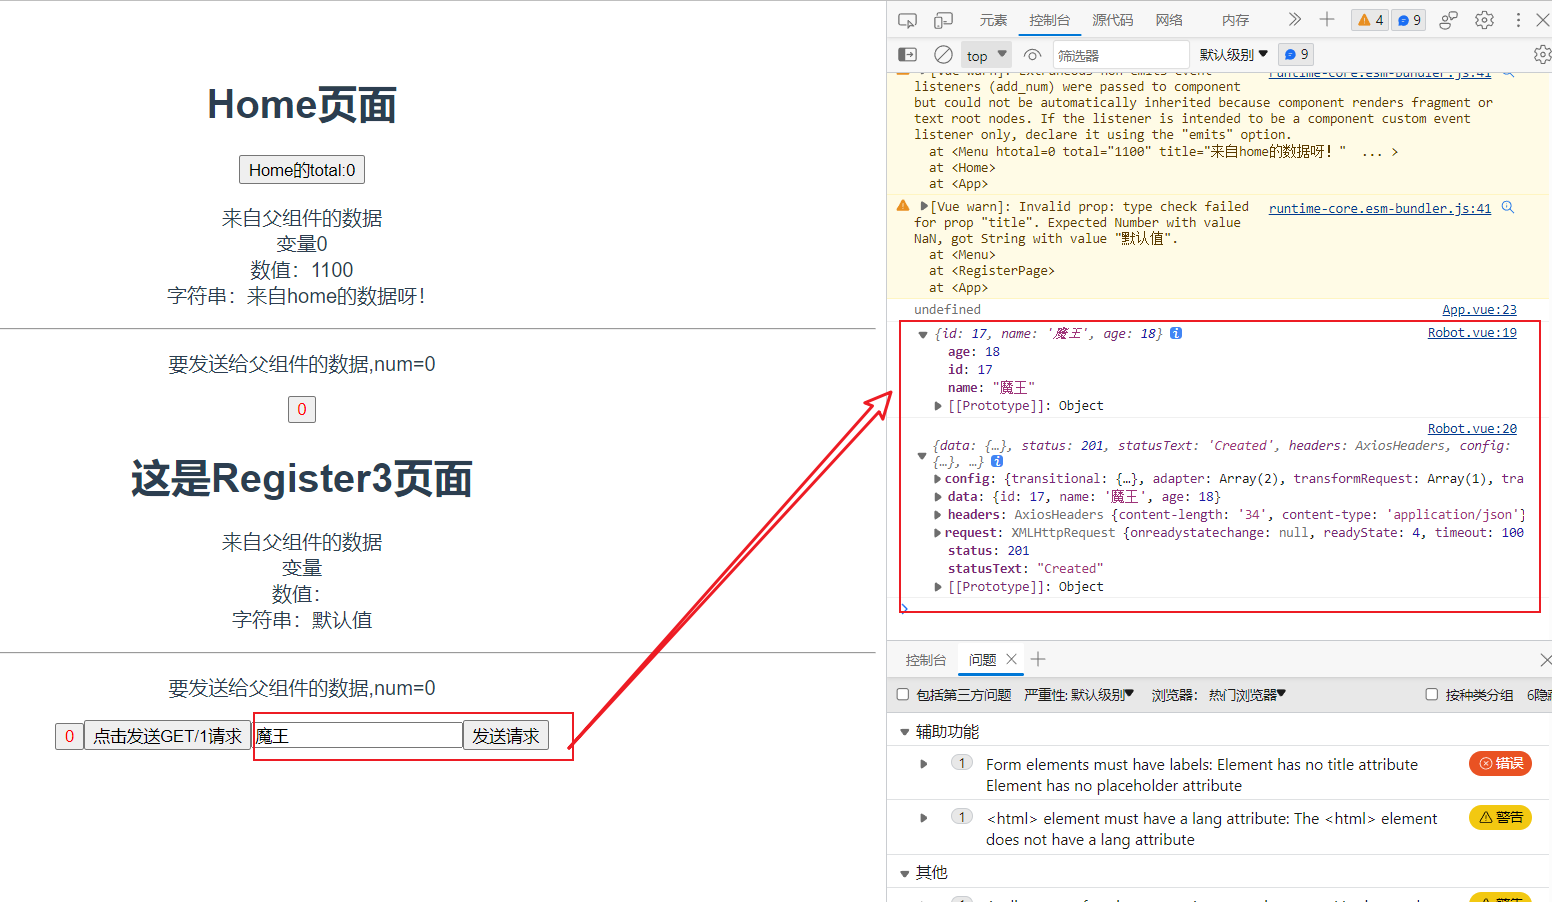 Home页面
Home的total:0
来自父组件的数据
变量0
数值：1100
字符串：来自home的数据呀！
要发送给父组件的数据,num=0
0
这是Register3页面
来自父组件的数据
变量
数值：
字符串：默认值
要发送给父组件的数据,num=0
0 点击发送GET/1请求 魔王 发送请求
元素 控制台 源代码 网络 内存 4 9
top 筛选器 默认级别 9
[Vue warn]: Extraneous non-emits event runtime-core.esm-bundler.js:41
listeners (add_num) were passed to component
but could not be automatically inherited because component renders fragment or
text root nodes. If the listener is intended to be a component custom event
listener only, declare it using the "emits" option.
at <Menu htotal=0 total="1100" title="来自home的数据呀！" ... >
at <Home>
at <App>
[Vue warn]: Invalid prop: type check failed runtime-core.esm-bundler.js:41
for prop "title". Expected Number with value
NaN, got String with value "默认值".
at <Menu>
at <RegisterPage>
at <App>
undefined App.vue:23
{id: 17, name: '魔王', age: 18} Robot.vue:19
age: 18
id: 17
name: "魔王"
[[Prototype]]: Object
Robot.vue:20
{data: {…}, status: 201, statusText: 'Created', headers: AxiosHeaders, config:
{…}, …}
config: {transitional: {…}, adapter: Array(2), transformRequest: Array(1), tra
data: {id: 17, name: '魔王', age: 18}
headers: AxiosHeaders {content-length: '34', content-type: 'application/json'}
request: XMLHttpRequest {onreadystatechange: null, readyState: 4, timeout: 100
status: 201
statusText: "Created"
[[Prototype]]: Object
控制台 问题
包括第三方问题 严重性: 默认级别 浏览器： 热门浏览器 按种类分组 6隐
辅助功能
1 Form elements must have labels: Element has no title attribute 错误
Element has no placeholder attribute
1 <html> element must have a lang attribute: The <html> element 警告
does not have a lang attribute
其他